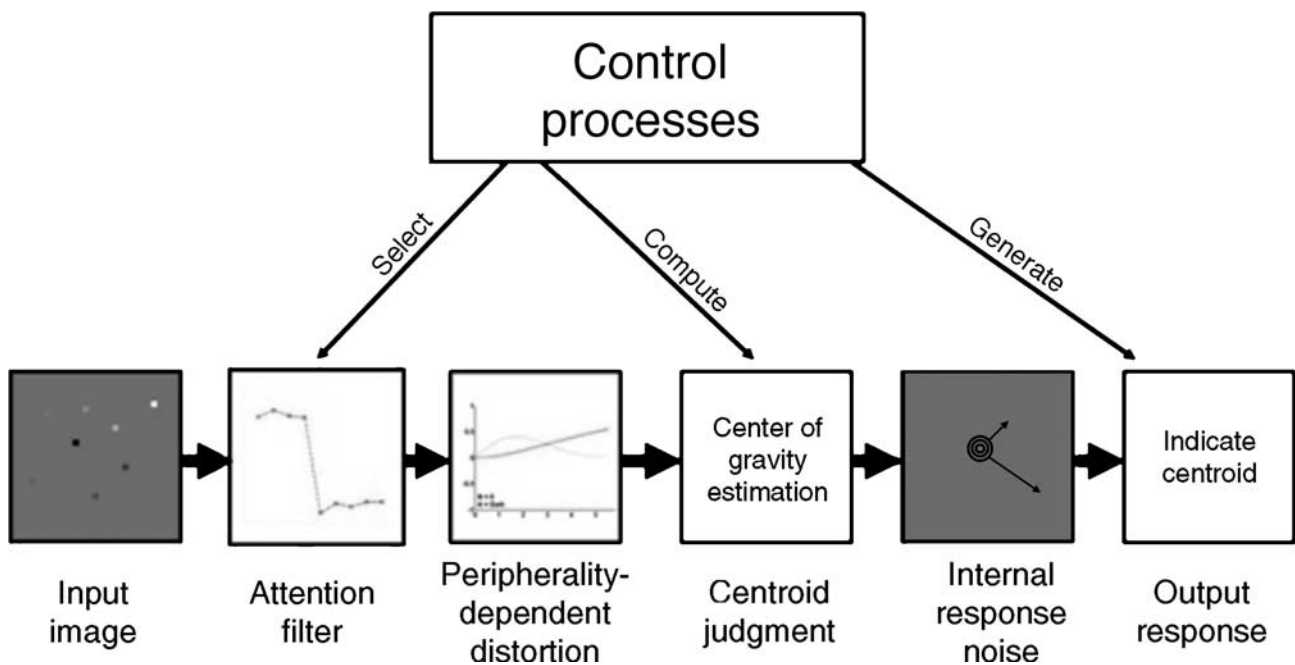 Control
processes
Select
Compute
Generate
Center of
gravity
estimation
Indicate
centroid
Input
image
Attention
filter
Peripherality-
dependent
distortion
Centroid
judgment
Internal
response
noise
Output
response